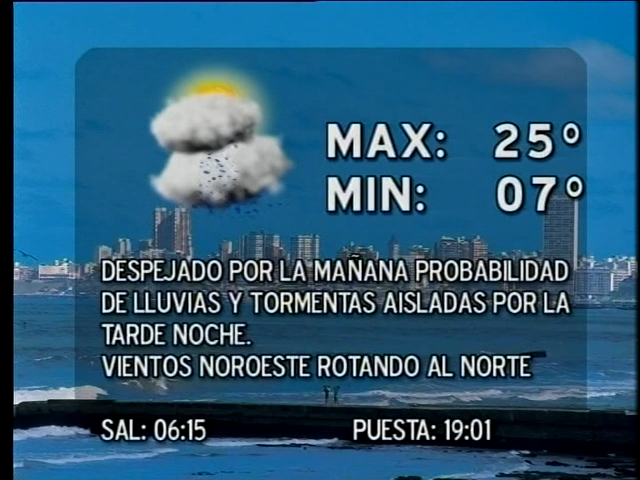 MAX: 25°
MIN: 07°
DESPEJADO POR LA MAÑANA PROBABILIDAD
DE LLUVIAS Y TORMENTAS AISLADAS POR LA
TARDE NOCHE.
VIENTOS NOROESTE ROTANDO AL NORTE
SAL: 06:15 PUESTA: 19:01